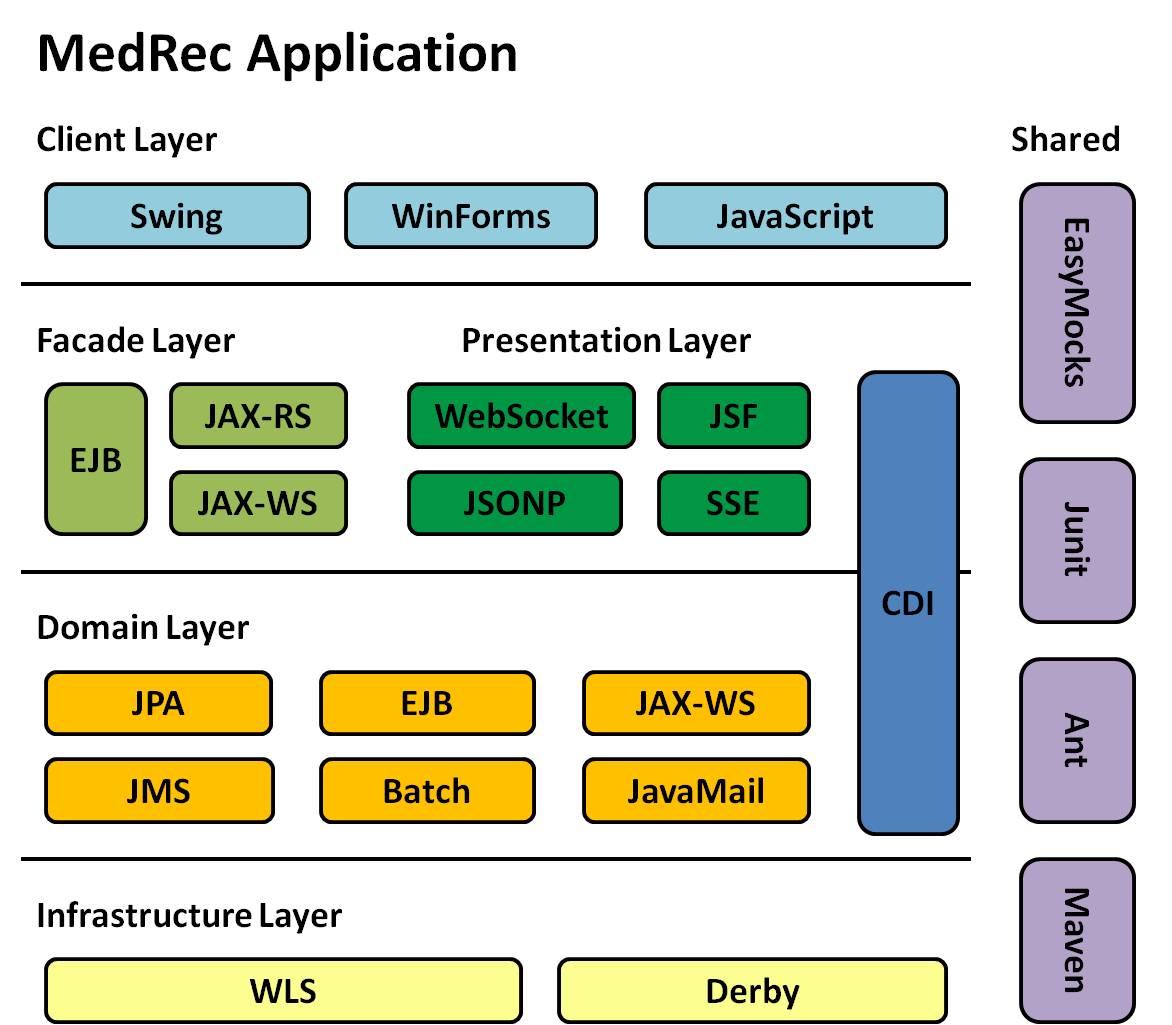 MedRec Application
Client Layer
Shared
Swing
WinForms
JavaScript
EasyMocks
Facade Layer
Presentation Layer
EJB
JAX-RS
JAX-WS
WebSocket
JSF
JSONP
SSE
CDI
Junit
Domain Layer
JPA
EJB
JAX-WS
JMS
Batch
JavaMail
Ant
Infrastructure Layer
WLS
Derby
Maven